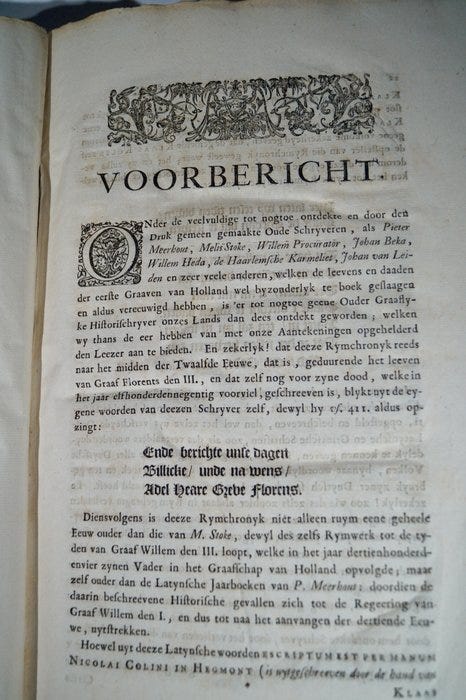 VOORBERICHT
ONder de veelvuldige tot nogtoe ontdekte en door den
Druk gemeen gemaakte Oude Schryveren, als Pieter
Meerhout, Melis Stoke, Willem Procurator, Johan Beka,
Willem Heda, de Haarlemsche Karmeliet, Johan van Lei-
den en zeer veele anderen, welken de leevens en daaden
der eerste Graaven van Holland wel byzonderlyk te boek geslaagen
en aldus vereeuwigd hebben, is 'er tot nogtoe geene Ouder Graaflly-
ke Historischryver onzes Lands dan dees ontdekt geworden; welken
wy thans de eer hebben van met onze Aantekeningen opgehelderd
den Leezer aan te bieden. En zekerlyk! dat deeze Rymchronyk reeds
naar het midden der Twaalfde Eeuwe, dat is, geduurende het leeven
van Graaf Florents den III., en dat zelf nog voor zyne dood, welke in
het jaar elfhonderdennegentig voorviel, geschreeven is, blykt uyt de ey-
gene woorden van deezen Schryver zelf, dewyl hy vs. 411. aldus op-
zingt:
Ende berichte unse dagen
Billicke/ unde na wens/
Adel Heare Greve Florens.
Diensvolgens is deeze Rymchronyk niet alleen ruym eene geheele
Eeuw ouder dan die van M. Stoke, dewyl des zelfs Rymwerk tot de ty-
den van Graaf Willem den III. loopt, welke in het jaar dertienhonderd-
envier zynen Vader in het Graafschap van Holland opvolgde; maar
zelf ouder dan de Latynsche Jaarboeken van P. Meerhout; doordien de
daarin beschreevene Historische gevallen zich tot de Regeering van
Graaf Willem den I., en dus tot naa het aanvangen der dertiende Eeu-
we, uytstrekken.
Hoewel uyt deeze Latynsche woorden ESCRIPTUM EST PER MANUM
NICOLAI COLINI IN HEGMONT (is uytgeschreeven door de hand van
KLAAS